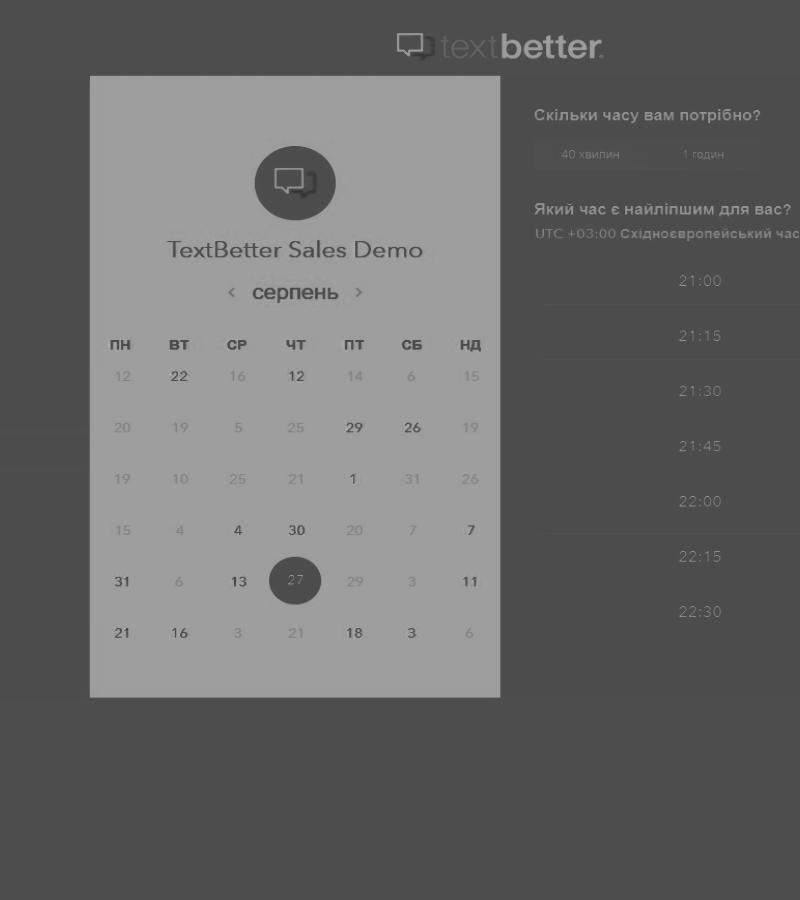 textbetter.
TextBetter Sales Demo
‹ серпень ›
ПН ВТ СР ЧТ ПТ СБ НД
12 22 16 12 14 6 15
20 19 5 25 29 26 19
19 10 25 21 1 31 26
15 4 4 30 20 7 7
31 6 13 27 29 3 11
21 16 3 21 18 3 6
Скільки часу вам потрібно?
40 хвилин 1 годин
Який час є найліпшим для вас?
UTC +03:00 Східноєвропейський час
21:00
21:15
21:30
21:45
22:00
22:15
22:30